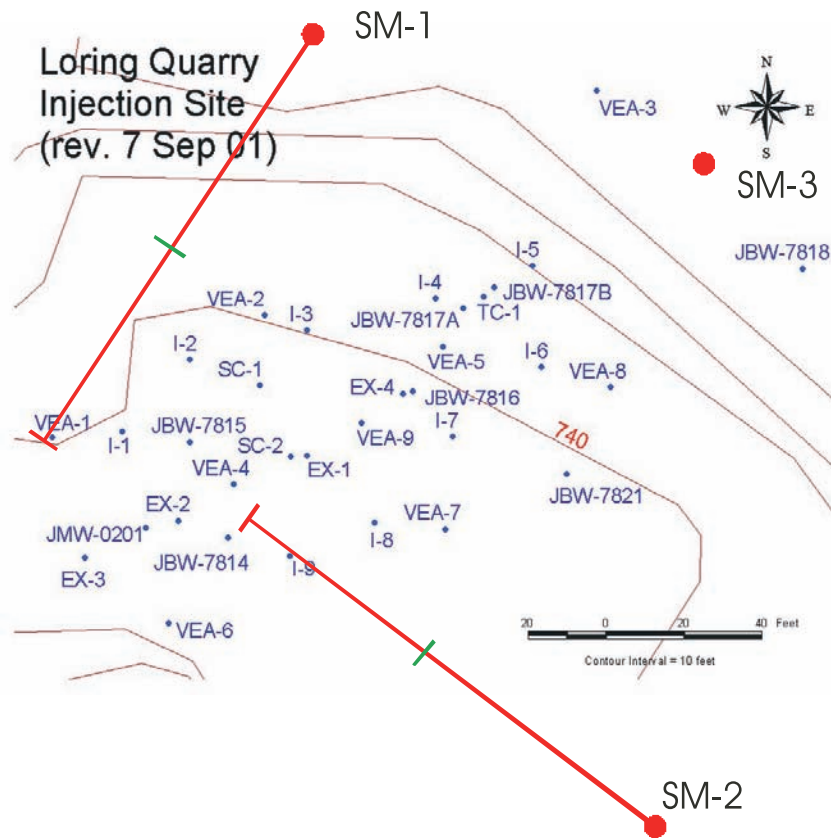 SM-1
Loring Quarry
Injection Site
(rev. 7 Sep 01)
VEA-3
N
W E
S
SM-3
JBW-7818
I-5
I-4
JBW-7817B
VEA-2
I-3
JBW-7817A
TC-1
I-2
VEA-5
I-6
SC-1
VEA-8
EX-4
JBW-7816
VEA-1
I-1
JBW-7815
VEA-9
I-7
740
SC-2
EX-1
VEA-4
JBW-7821
EX-2
JMW-0201
VEA-7
I-8
JBW-7814
I-9
EX-3
VEA-6
20 0 20 40 Feet
Contour Interval = 10 feet
SM-2